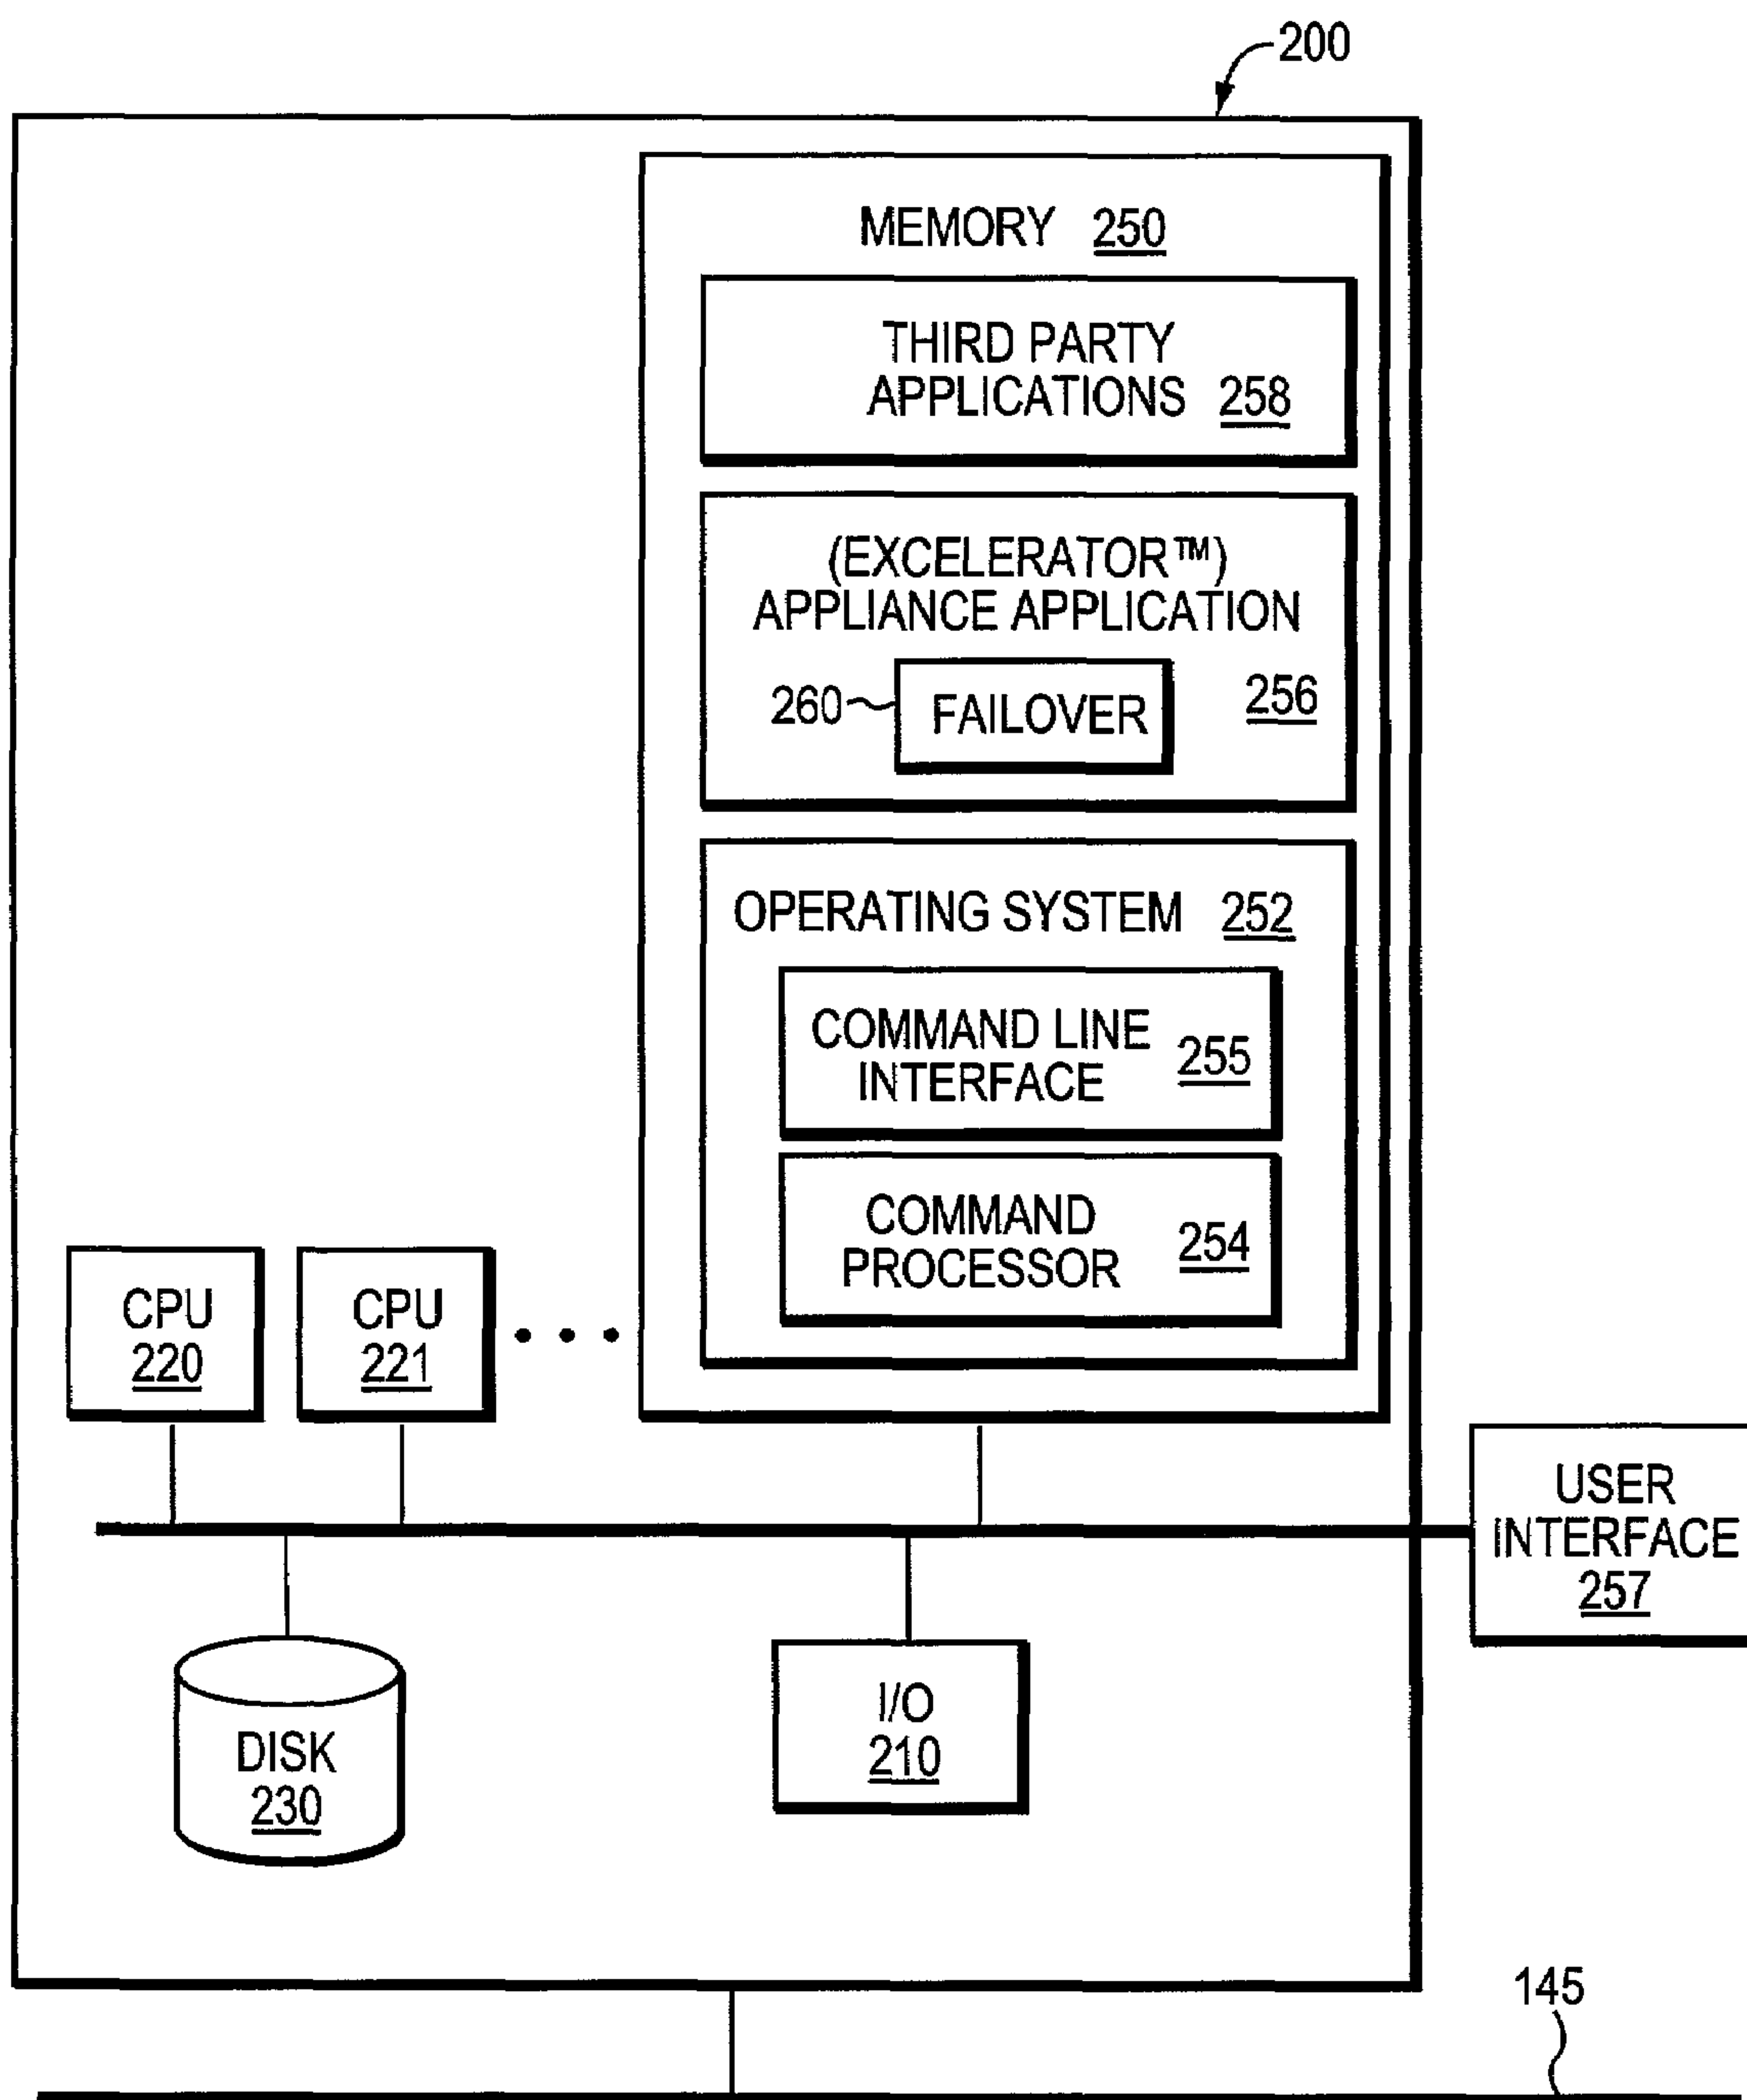 200
MEMORY 250
THIRD PARTY
APPLICATIONS 258
(EXCELERATOR™)
APPLIANCE APPLICATION
260 FAILOVER 256
OPERATING SYSTEM 252
COMMAND LINE
INTERFACE 255
COMMAND
PROCESSOR 254
CPU
220
CPU
221
• • •
USER
INTERFACE
257
DISK
230
I/O
210
145